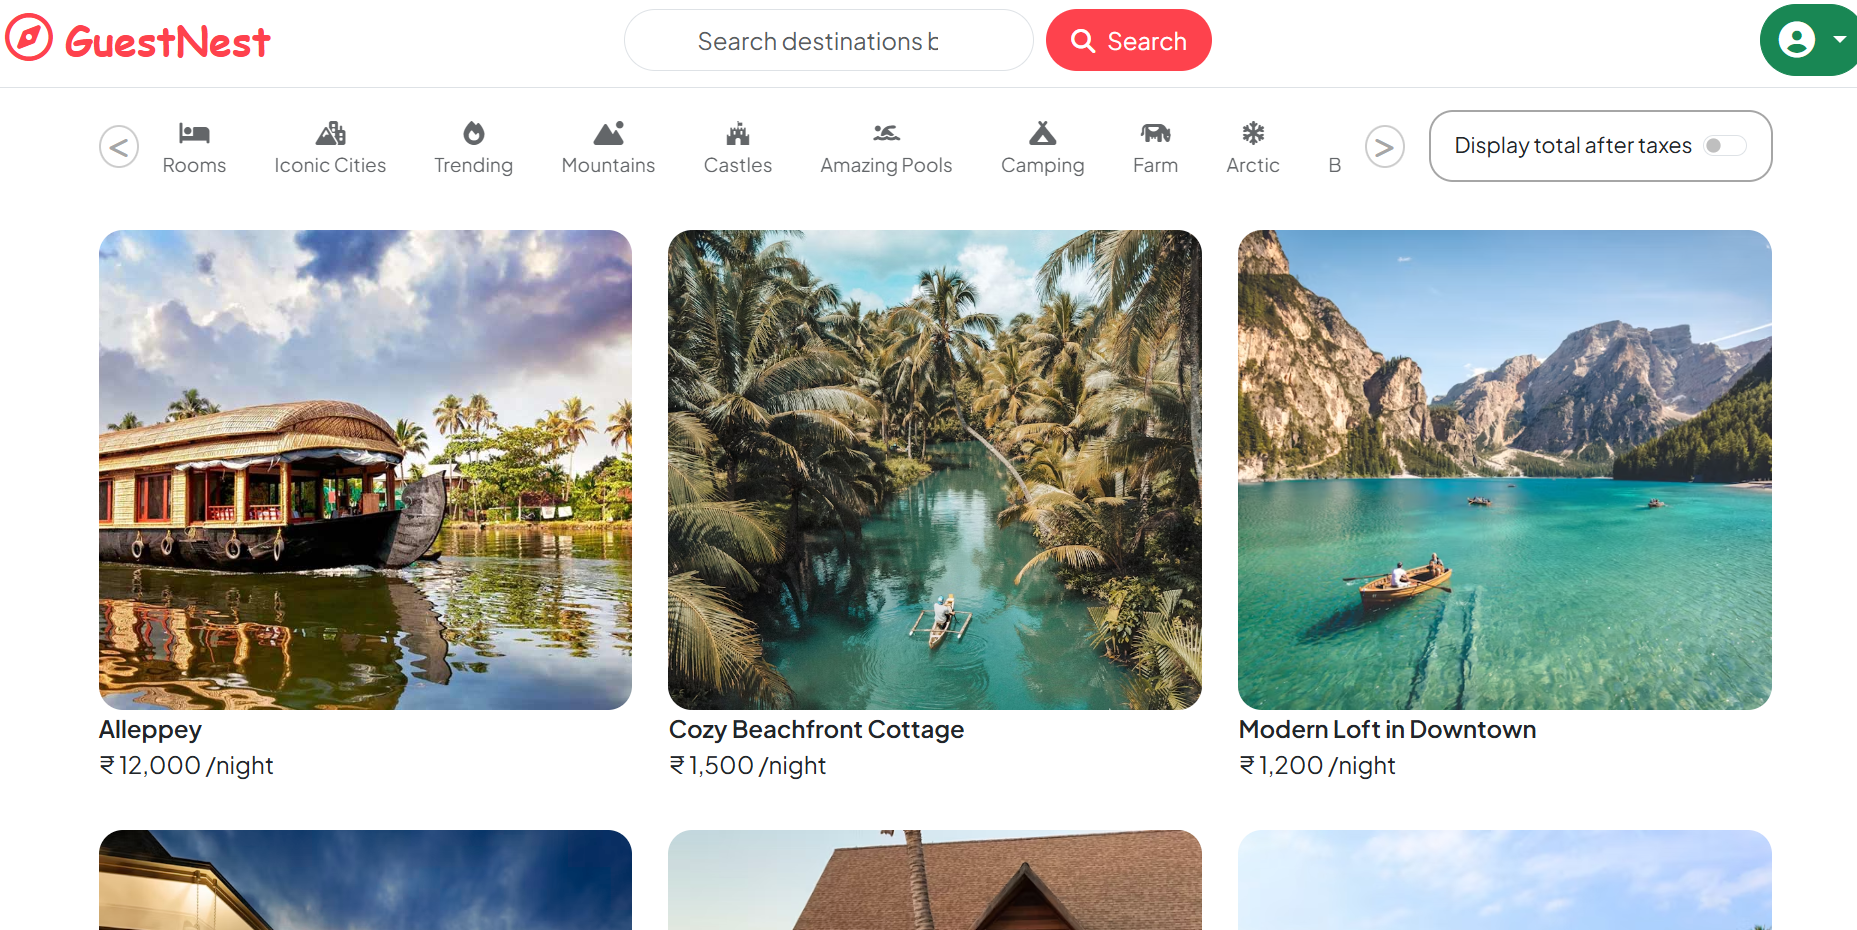 GuestNest
Search destinations b
Search
<
Rooms
Iconic Cities
Trending
Mountains
Castles
Amazing Pools
Camping
Farm
Arctic
B
>
Display total after taxes
Alleppey
₹ 12,000 /night
Cozy Beachfront Cottage
₹ 1,500 /night
Modern Loft in Downtown
₹ 1,200 /night